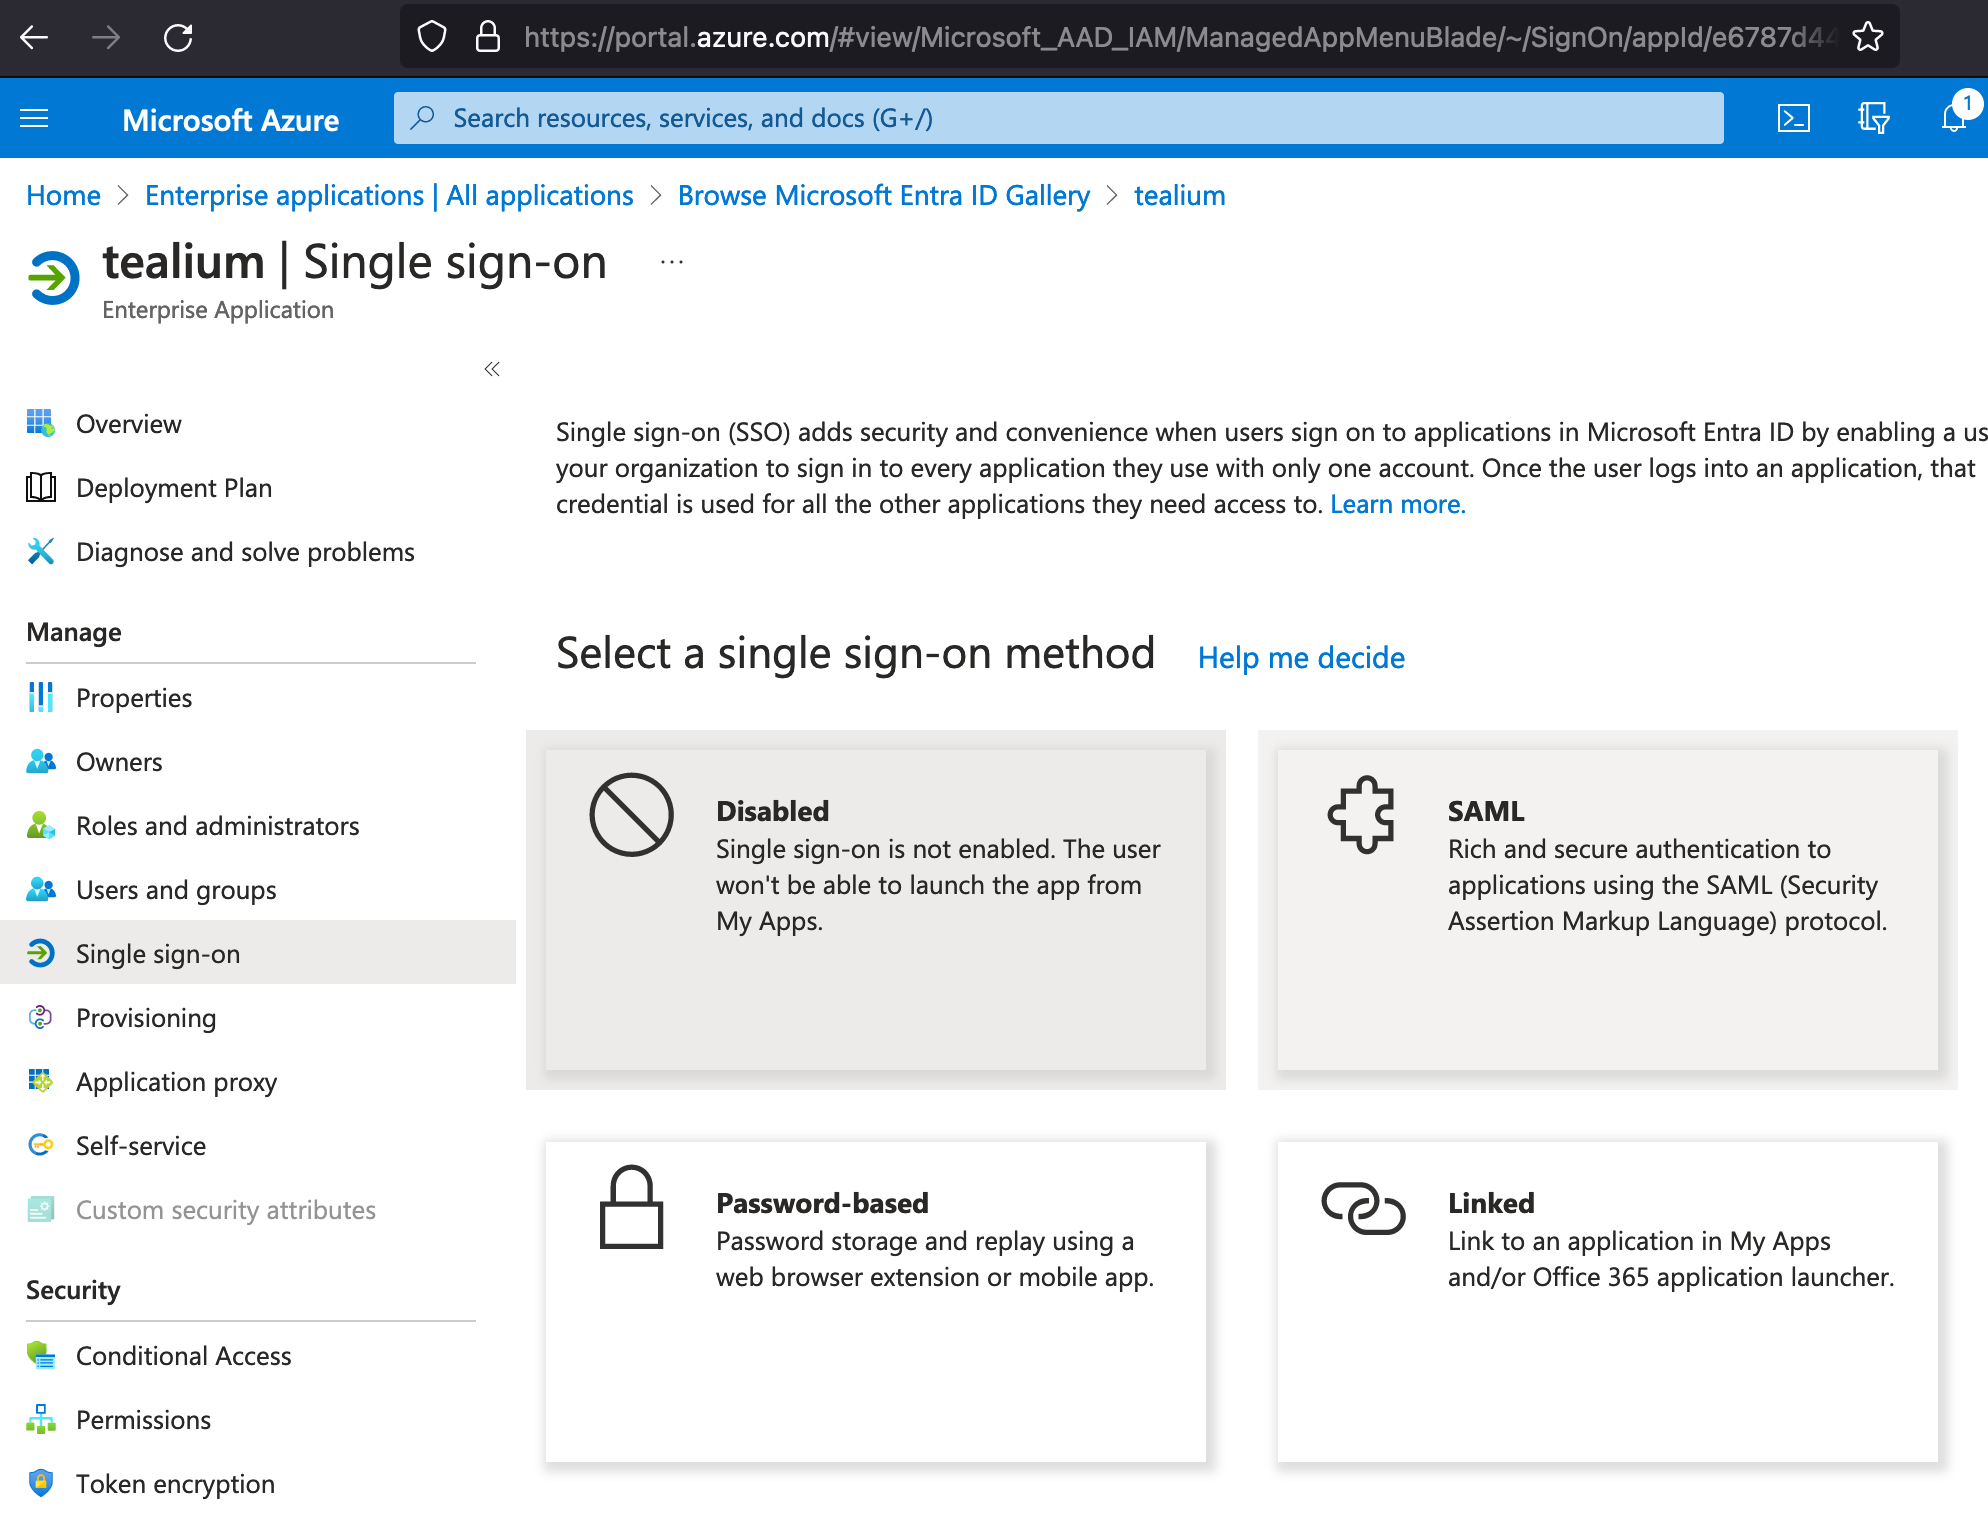 https://portal.azure.com/#view/Microsoft_AAD_IAM/ManagedAppMenuBlade/~/SignOn/appId/e6787d44
Microsoft Azure
Search resources, services, and docs (G+/)
1
Home > Enterprise applications | All applications > Browse Microsoft Entra ID Gallery > tealium
tealium | Single sign-on ...
Enterprise Application
«
Overview
Deployment Plan
Diagnose and solve problems
Manage
Properties
Owners
Roles and administrators
Users and groups
Single sign-on
Provisioning
Application proxy
Self-service
Custom security attributes
Security
Conditional Access
Permissions
Token encryption
Single sign-on (SSO) adds security and convenience when users sign on to applications in Microsoft Entra ID by enabling a us
your organization to sign in to every application they use with only one account. Once the user logs into an application, that
credential is used for all the other applications they need access to. Learn more.
Select a single sign-on method Help me decide
Disabled
Single sign-on is not enabled. The user
won't be able to launch the app from
My Apps.
SAML
Rich and secure authentication to
applications using the SAML (Security
Assertion Markup Language) protocol.
Password-based
Password storage and replay using a
web browser extension or mobile app.
Linked
Link to an application in My Apps
and/or Office 365 application launcher.